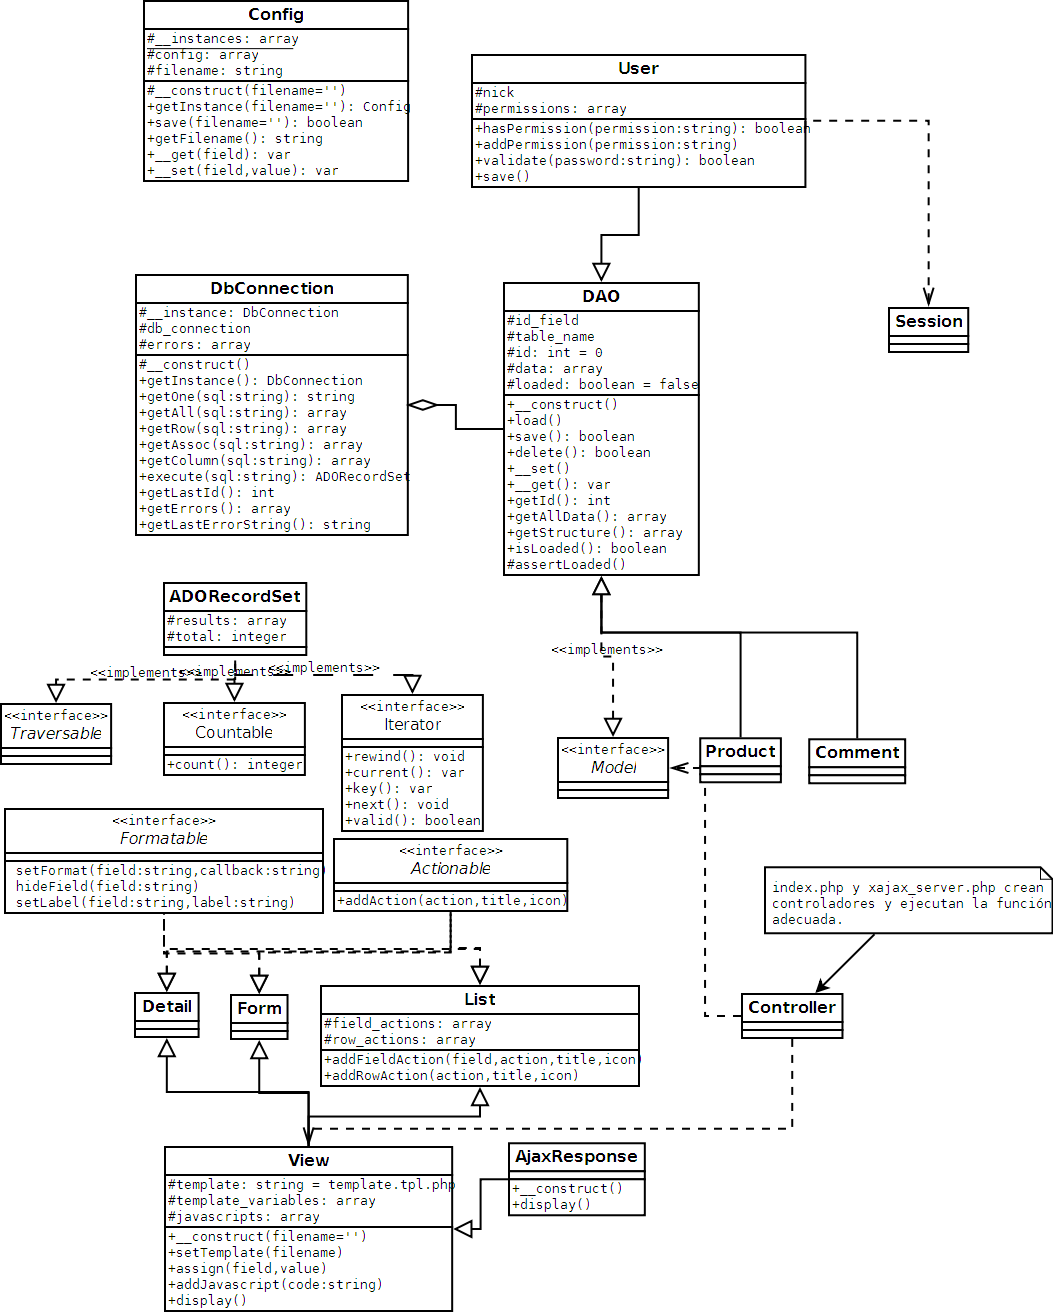 Config
#__instances: array
#config: array
#filename: string
#__construct(filename='')
+getInstance(filename=''): Config
+save(filename=''): boolean
+getFilename(): string
+__get(field): var
+__set(field,value): var
User
#nick
#permissions: array
+hasPermission(permission:string): boolean
+addPermission(permission:string)
+validate(password:string): boolean
+save()
DbConnection
#__instance: DbConnection
#db_connection
#errors: array
#__construct()
+getInstance(): DbConnection
+getOne(sql:string): string
+getAll(sql:string): array
+getRow(sql:string): array
+getAssoc(sql:string): array
+getColumn(sql:string): array
+execute(sql:string): ADORecordSet
+getLastId(): int
+getErrors(): array
+getLastErrorString(): string
DAO
#id_field
#table_name
#id: int = 0
#data: array
#loaded: boolean = false
+__construct()
+load()
+save(): boolean
+delete(): boolean
+__set()
+__get(): var
+getId(): int
+getAllData(): array
+getStructure(): array
+isLoaded(): boolean
#assertLoaded()
Session
ADORecordSet
#results: array
#total: integer
<<implements>>
<<implements>>
<<implements>>
<<implements>>
<<interface>>
Traversable
<<interface>>
Countable
+count(): integer
<<interface>>
Iterator
+rewind(): void
+current(): var
+key(): var
+next(): void
+valid(): boolean
<<interface>>
Model
Product
Comment
<<interface>>
Formatable
setFormat(field:string,callback:string)
hideField(field:string)
setLabel(field:string,label:string)
<<interface>>
Actionable
+addAction(action,title,icon)
index.php y xajax_server.php crean
controladores y ejecutan la función
adecuada.
Detail
Form
List
#field_actions: array
#row_actions: array
+addFieldAction(field,action,title,icon)
+addRowAction(action,title,icon)
Controller
View
#template: string = template.tpl.php
#template_variables: array
#javascripts: array
+__construct(filename='')
+setTemplate(filename)
+assign(field,value)
+addJavascript(code:string)
+display()
AjaxResponse
+__construct()
+display()